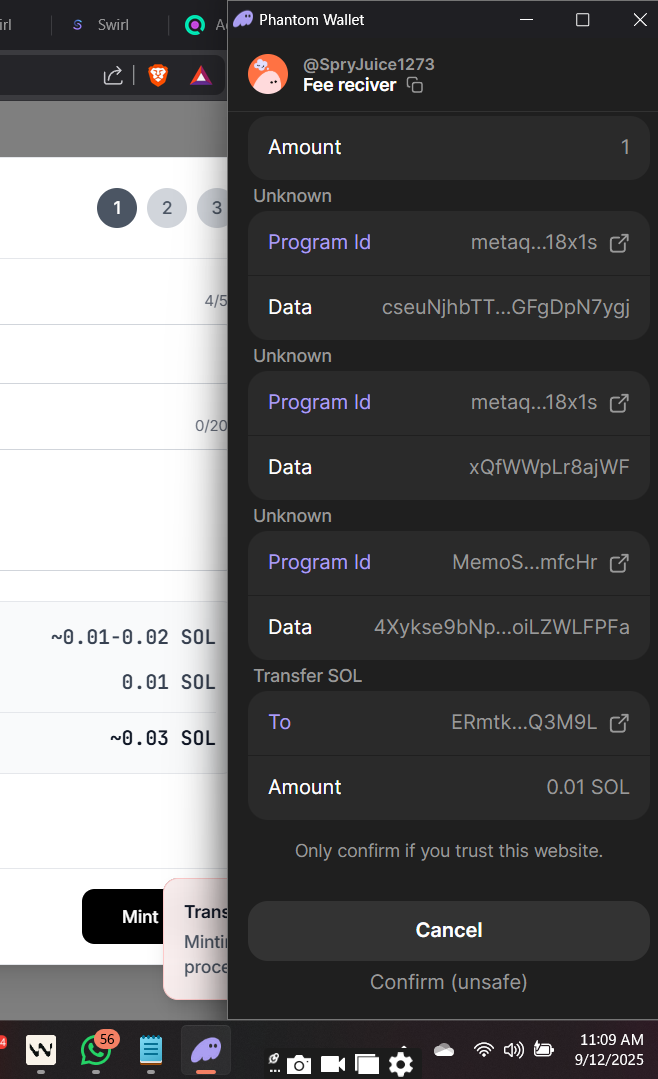 irl
Swirl
Phantom Wallet
@SpryJuice1273
Fee reciver
Amount 1
Unknown
Program Id metaq...18x1s
Data cseuNjhbTT...GFgDpN7ygj
Unknown
Program Id metaq...18x1s
Data xQfWWpLr8ajWF
Unknown
Program Id MemoS...mfcHr
Data 4Xykse9bNp...oiLZWLFPFa
Transfer SOL
To ERmtk...Q3M9L
Amount 0.01 SOL
Only confirm if you trust this website.
Cancel
Confirm (unsafe)
1 2 3
4/5
0/20
~0.01-0.02 SOL
0.01 SOL
~0.03 SOL
Mint
Trans
Mintin
proce
4
56
11:09 AM
9/12/2025